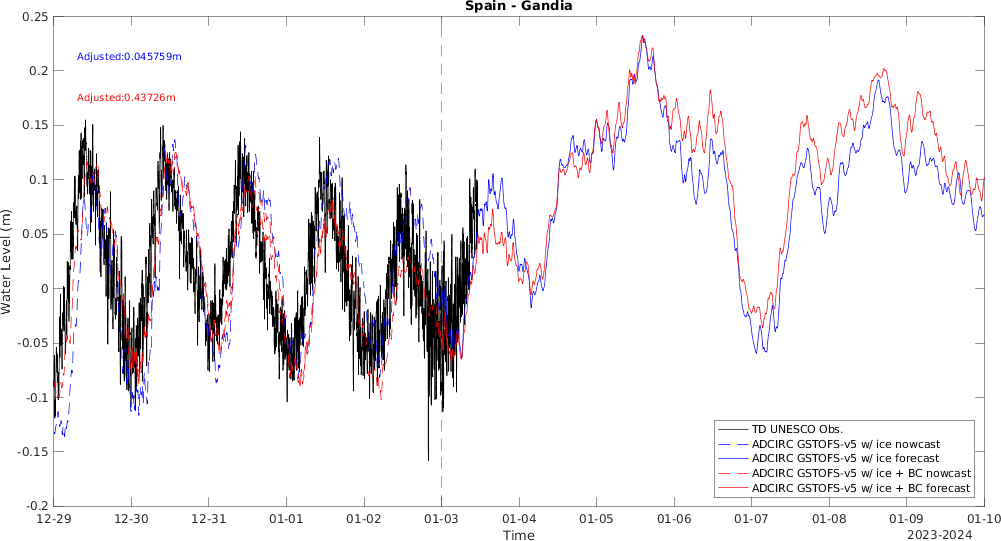 Spain - Gandia
0.25
0.2
0.15
0.1
0.05
0
-0.05
-0.1
-0.15
-0.2
Water Level (m)
Adjusted:0.045759m
Adjusted:0.43726m
TD UNESCO Obs.
ADCIRC GSTOFS-v5 w/ ice nowcast
ADCIRC GSTOFS-v5 w/ ice forecast
ADCIRC GSTOFS-v5 w/ ice + BC nowcast
ADCIRC GSTOFS-v5 w/ ice + BC forecast
12-29 12-30 12-31 01-01 01-02 01-03 01-04 01-05 01-06 01-07 01-08 01-09 01-10
Time
2023-2024